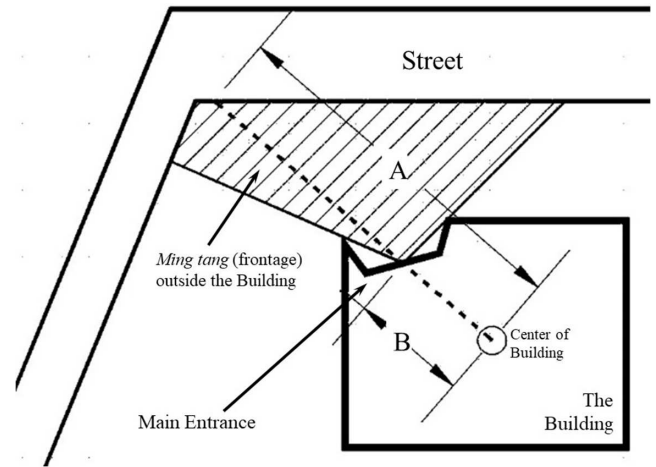 Street
A
Ming tang (frontage)
outside the Building
B
Center of
Building
Main Entrance
The
Building